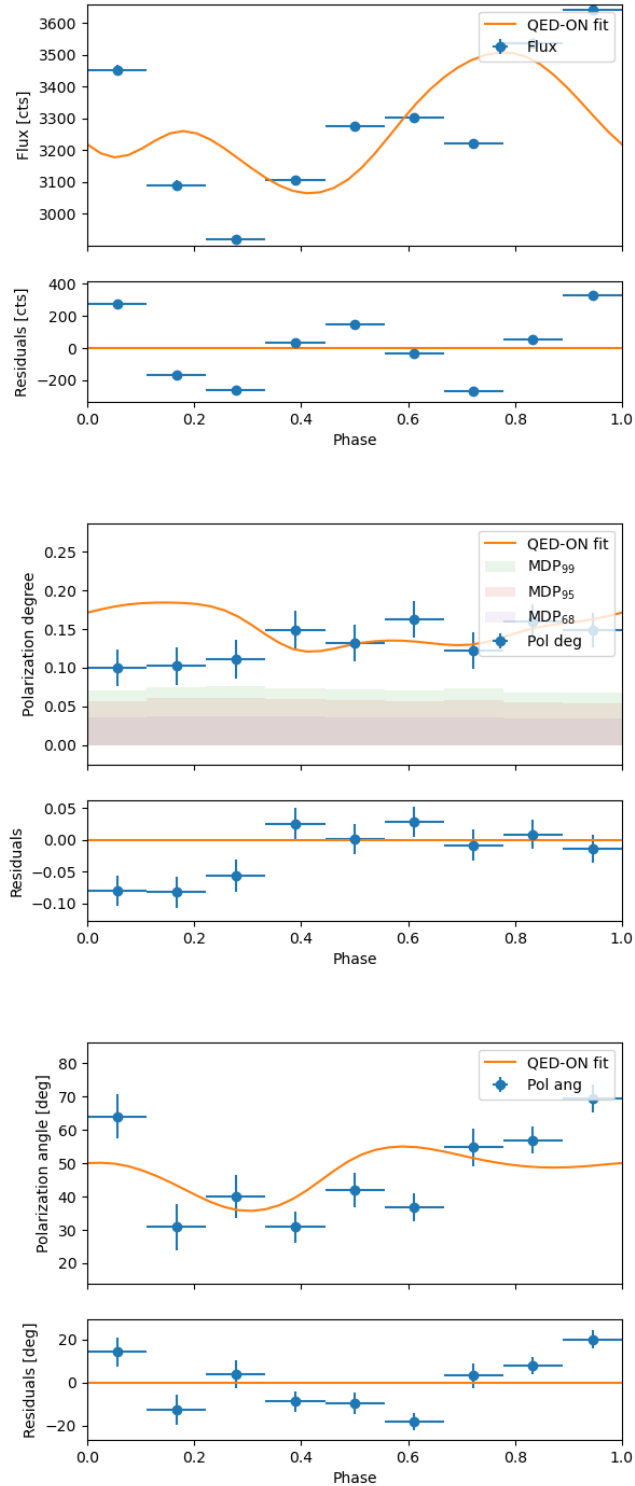 3600
3500
3400
3300
3200
3100
3000
Flux [cts]
QED-ON fit
Flux
400
200
0
−200
Residuals [cts]
0.0 0.2 0.4 0.6 0.8 1.0
Phase
0.25
0.20
0.15
0.10
0.05
0.00
Polarization degree
QED-ON fit
MDP99
MDP95
MDP68
Pol deg
0.05
0.00
−0.05
−0.10
Residuals
0.0 0.2 0.4 0.6 0.8 1.0
Phase
80
70
60
50
40
30
20
Polarization angle [deg]
QED-ON fit
Pol ang
20
0
−20
Residuals [deg]
0.0 0.2 0.4 0.6 0.8 1.0
Phase